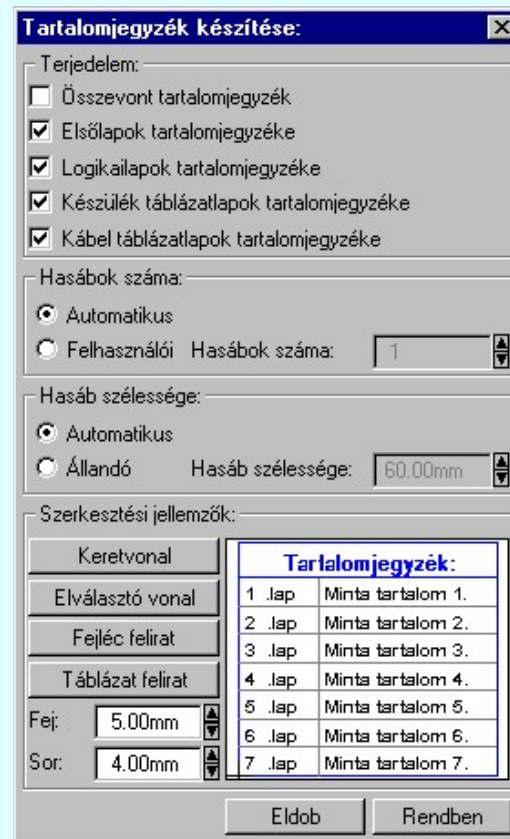 Tartalomjegyzék készítése:
Terjedelem:
Összevont tartalomjegyzék
Elsőlapok tartalomjegyzéke
Logikailapok tartalomjegyzéke
Készülék táblázatlapok tartalomjegyzéke
Kábel táblázatlapok tartalomjegyzéke
Hasábok száma:
Automatikus
Felhasználói Hasábok száma: 1
Hasáb szélessége:
Automatikus
Állandó Hasáb szélessége: 60.00mm
Szerkesztési jellemzők:
Keretvonal
Elválasztó vonal
Fejléc felirat
Táblázat felirat
Fej: 5.00mm
Sor: 4.00mm
Tartalomjegyzék:
1 .lap Minta tartalom 1.
2 .lap Minta tartalom 2.
3 .lap Minta tartalom 3.
4 .lap Minta tartalom 4.
5 .lap Minta tartalom 5.
6 .lap Minta tartalom 6.
7 .lap Minta tartalom 7.
Eldob Rendben